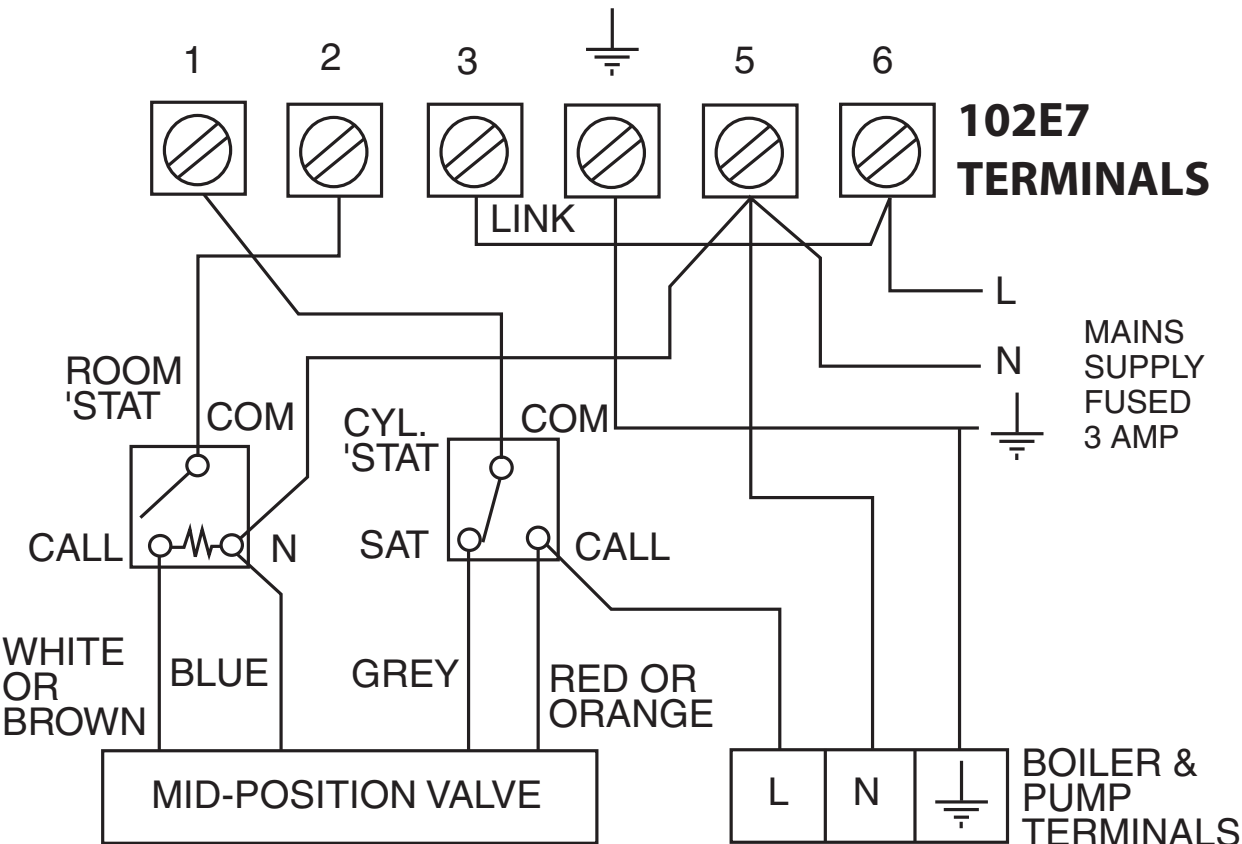 1 2 3 5 6
102E7
TERMINALS
LINK
L
N
MAINS
SUPPLY
FUSED
3 AMP
ROOM
'STAT
COM
CYL.
'STAT
COM
CALL
N
SAT
CALL
WHITE
OR
BROWN
BLUE
GREY
RED OR
ORANGE
MID-POSITION VALVE
L N
BOILER &
PUMP
TERMINALS